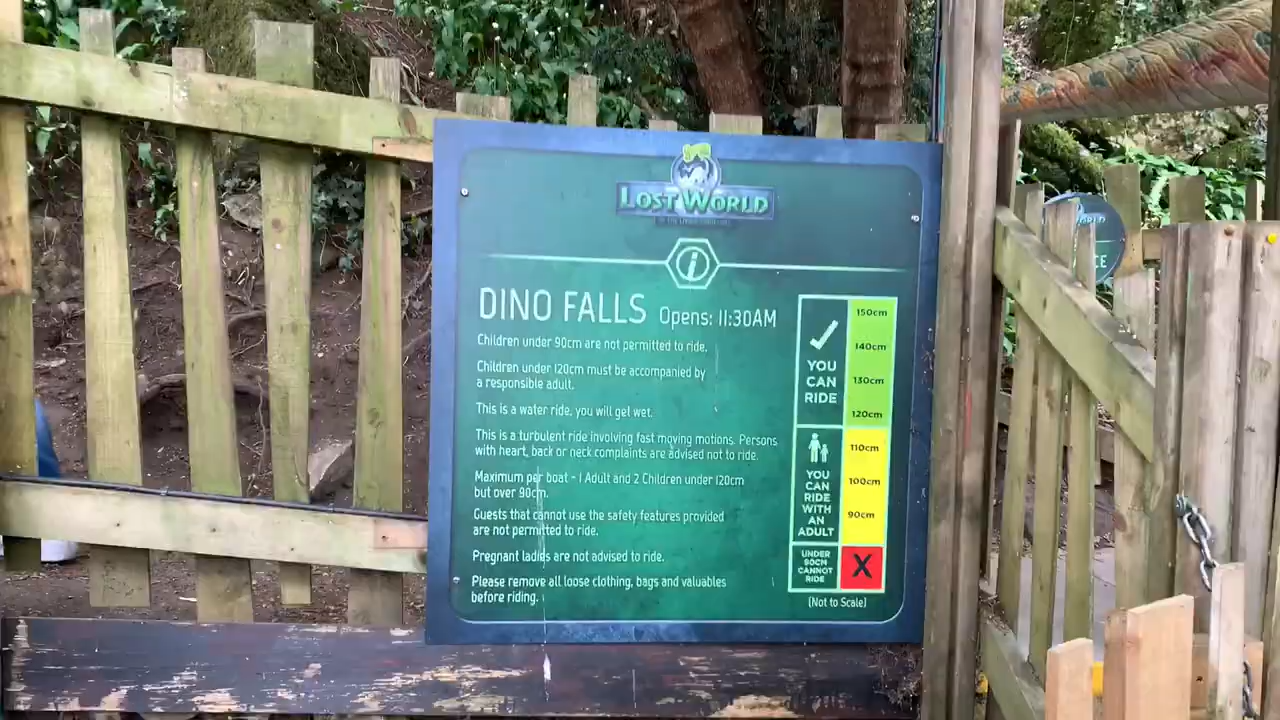 LOST WORLD
i
DINO FALLS Opens: 11:30AM
Children under 90cm are not permitted to ride.
Children under 120cm must be accompanied by
a responsible adult.
This is a water ride, you will get wet.
This is a turbulent ride involving fast moving motions. Persons
with heart, back or neck complaints are advised not to ride.
Maximum per boat - 1 Adult and 2 Children under 120cm
but over 90cm.
Guests that cannot use the safety features provided
are not permitted to ride.
Pregnant ladies are not advised to ride.
Please remove all loose clothing, bags and valuables
before riding.
YOU
CAN
RIDE
150cm
140cm
130cm
120cm
YOU
CAN
RIDE
WITH
AN
ADULT
110cm
100cm
90cm
UNDER
90CM
CANNOT
RIDE
X
(Not to Scale)